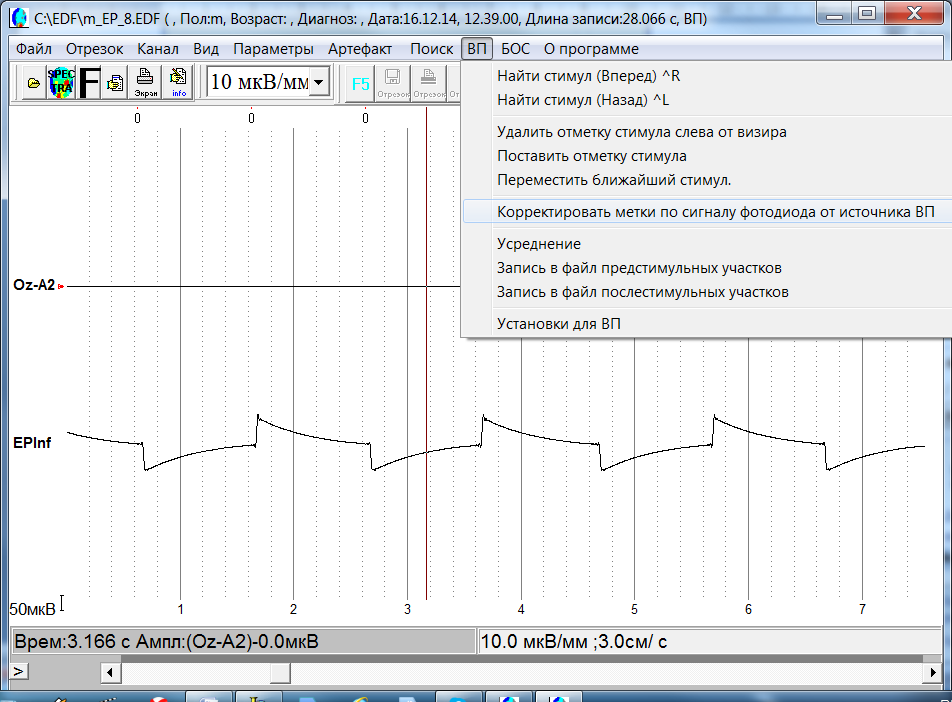 C:\EDF\m_EP_8.EDF ( , Пол:m, Возраст: , Диагноз: , Дата:16.12.14, 12.39.00, Длина записи:28.066 с, ВП)
Файл Отрезок Канал Вид Параметры Артефакт Поиск ВП БОС О программе
SPEC TRA F Экран info 10 мкВ/мм F5 Отрезок Отрезок
Найти стимул (Вперед) ^R
Найти стимул (Назад) ^L
Удалить отметку стимула слева от визира
Поставить отметку стимула
Переместить ближайший стимул.
Корректировать метки по сигналу фотодиода от источника ВП
Усреднение
Запись в файл предстимульных участков
Запись в файл послестимульных участков
Установки для ВП
0 0 0
Oz-A2
EPInf
50мкВ 1 2 3 4 5 6 7
Врем:3.166 с Ампл:(Oz-A2)-0.0мкВ 10.0 мкВ/мм ;3.0см/ с
>